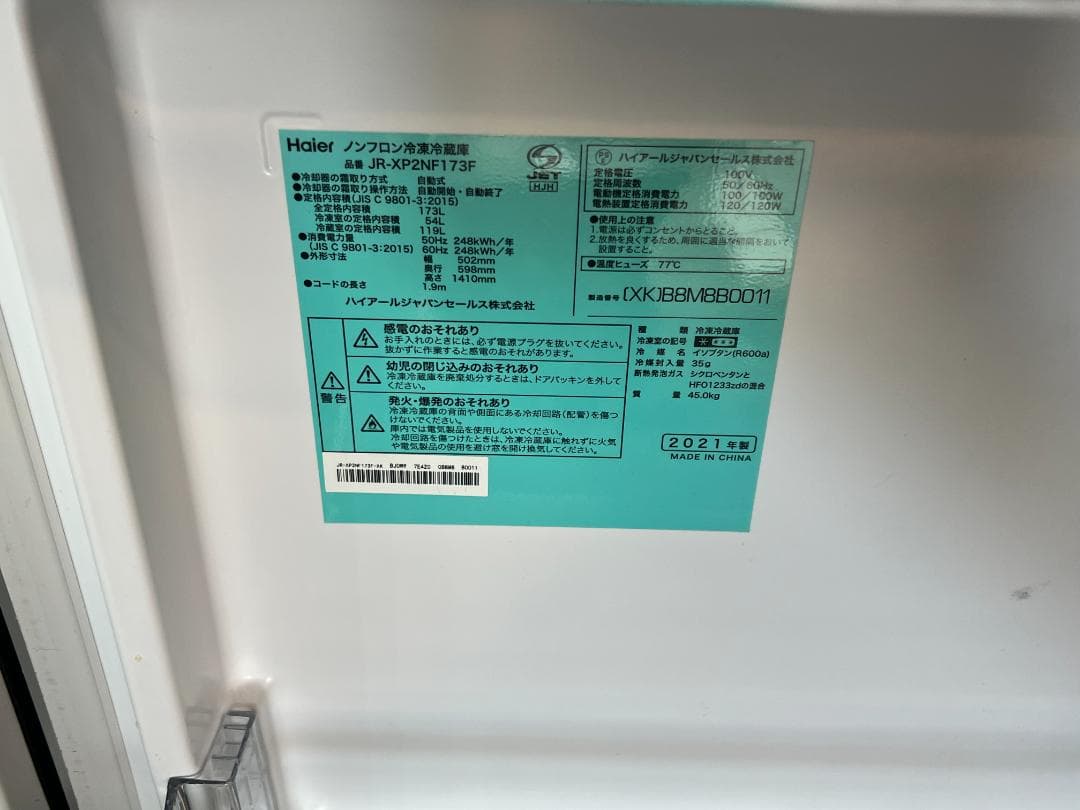 Haier ノンフロン冷凍冷蔵庫
品番 JR-XP2NF173F
JET
HJH
●冷却器の霜取り方式 自動式
●冷却器の霜取り操作方法 自動開始・自動終了
●定格内容積(JIS C 9801-3:2015)
全定格内容積 173L
冷凍室の定格内容積 54L
冷蔵室の定格内容積 119L
●消費電力量 50Hz 248kWh/年
(JIS C 9801-3:2015) 60Hz 248kWh/年
●外形寸法 幅 502mm
奥行 598mm
高さ 1410mm
●コードの長さ 1.9m
ハイアールジャパンセールス株式会社
PS E ハイアールジャパンセールス株式会社
定格電圧 100V
定格周波数 50/60Hz
電動機定格消費電力 100/100W
電熱装置定格消費電力 120/120W
●使用上の注意
1.電源は必ずコンセントからとること。
2.放熱を良くするため、周囲に適当な間隔をおいて
設置すること。
●温度ヒューズ 77℃
製造番号 (XK)B8M8B0011
警告
感電のおそれあり
お手入れのときには、必ず電源プラグを抜いてください。
抜かずに作業すると感電のおそれがあります。
幼児の閉じ込みのおそれあり
冷凍冷蔵庫を廃棄処分するときは、ドアパッキンを外して
ください。
発火・爆発のおそれあり
冷凍冷蔵庫の背面や側面にある冷却回路(配管)を傷つ
けないでください。
庫内では電気製品を使用しないでください。
冷却回路を傷つけたときは、冷凍冷蔵庫に触れずに火気
や電気製品の使用を避け窓を開け換気してください。
種類 冷凍冷蔵庫
冷凍室の記号
冷媒名 イソブタン(R600a)
冷媒封入量 35g
断熱発泡ガス シクロペンタンと
HFO1233zdの混合
質量 45.0kg
2021年製
MADE IN CHINA
JR-XP2NF173F-AK BJ0M9 7E4Z0 QB8M8 B0011